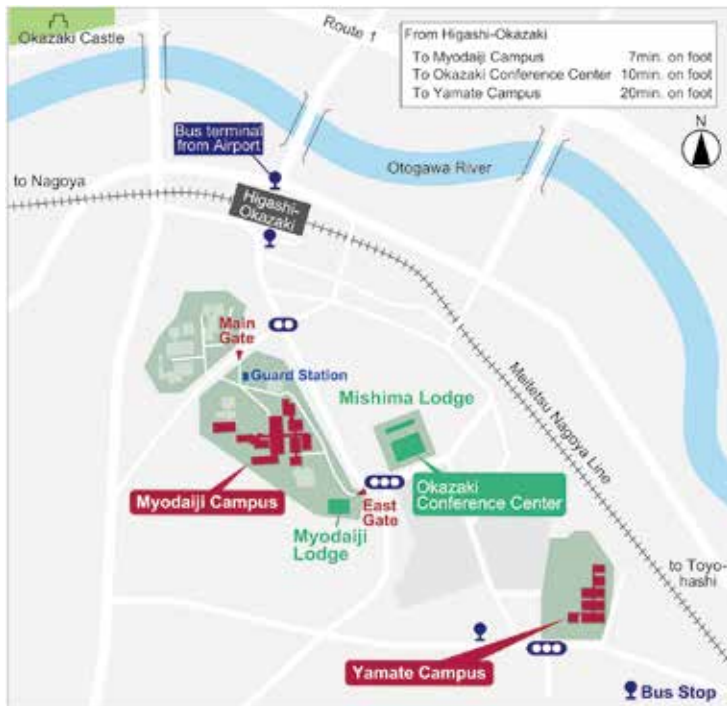 Okazaki Castle
Route 1
From Higashi-Okazaki
To Myodaiji Campus 7min. on foot
To Okazaki Conference Center 10min. on foot
To Yamate Campus 20min. on foot
N
Bus terminal
from Airport
Otogawa River
to Nagoya
Higashi-
Okazaki
Main
Gate
Guard Station
Meitetsu Nagoya Line
Mishima Lodge
Okazaki
Conference Center
Myodaiji Campus
East
Gate
Myodaiji
Lodge
to Toyo-
hashi
Yamate Campus
Bus Stop